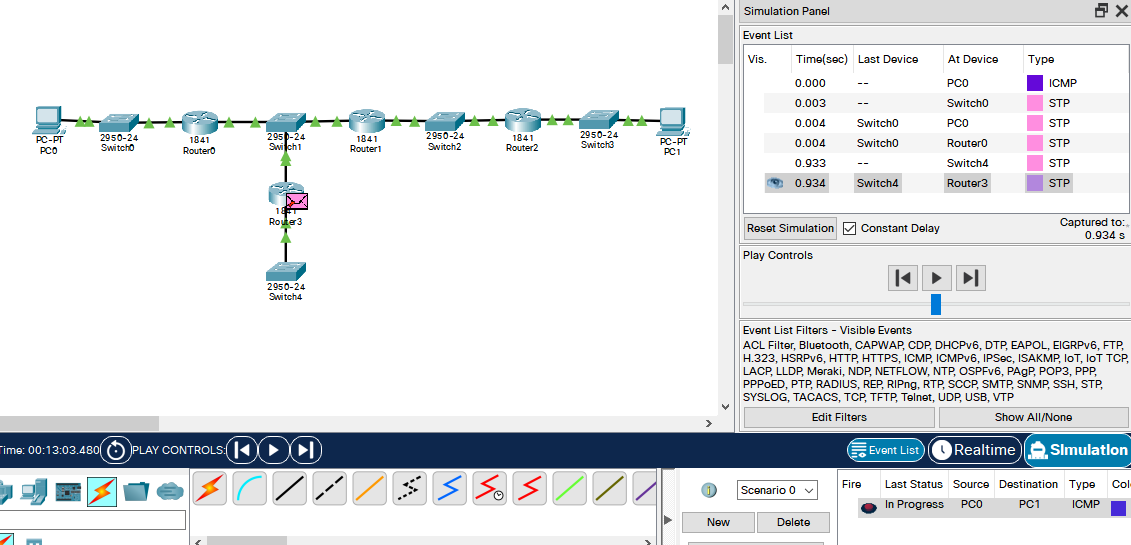 Simulation Panel
Event List
Vis. Time(sec) Last Device At Device Type
0.000 -- PC0 ICMP
0.003 -- Switch0 STP
0.004 Switch0 PC0 STP
0.004 Switch0 Router0 STP
0.933 -- Switch4 STP
0.934 Switch4 Router3 STP
Reset Simulation Constant Delay
Captured to:
0.934 s
Play Controls
Event List Filters - Visible Events
ACL Filter, Bluetooth, CAPWAP, CDP, DHCPv6, DTP, EAPOL, EIGRPv6, FTP,
H.323, HSRPv6, HTTP, HTTPS, ICMP, ICMPv6, IPSec, ISAKMP, IoT, IoT TCP,
LACP, LLDP, Meraki, NDP, NETFLOW, NTP, OSPFv6, PAgP, POP3, PPP,
PPPoED, PTP, RADIUS, REP, RIPng, RTP, SCCP, SMTP, SNMP, SSH, STP,
SYSLOG, TACACS, TCP, TFTP, Telnet, UDP, USB, VTP
Edit Filters Show All/None
PC-PT
PC0
2950-24
Switch0
1841
Router0
2950-24
Switch1
1841
Router1
2950-24
Switch2
1841
Router2
2950-24
Switch3
PC-PT
PC1
1841
Router3
2950-24
Switch4
Time: 00:13:03.480 PLAY CONTROLS:
Event List Realtime Simulation
Scenario 0
New Delete
Fire Last Status Source Destination Type Colo
In Progress PC0 PC1 ICMP